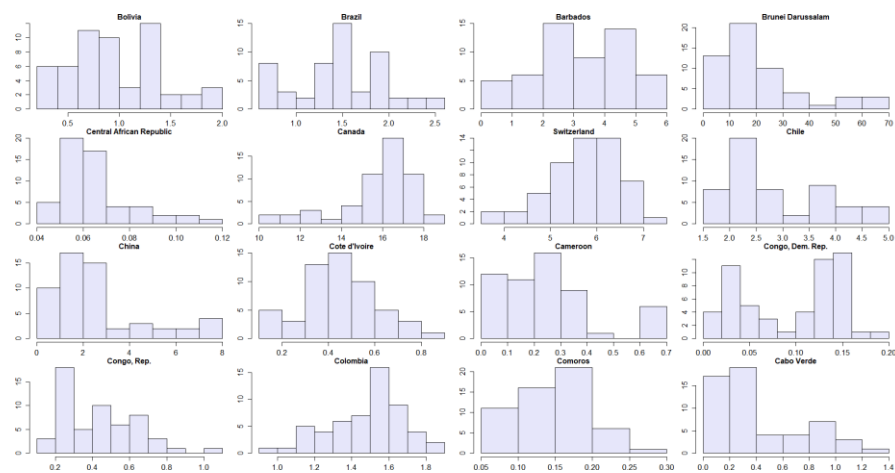 Bolivia Brazil Barbados Brunei Darussalam
0 2 4 6 8 10
0.5 1.0 1.5 2.0
0 5 10 15
1.0 1.5 2.0 2.5
0 5 10 15
0 1 2 3 4 5 6
0 5 10 15 20
0 10 20 30 40 50 60 70
Central African Republic Canada Switzerland Chile
0 5 10 15 20
0.04 0.06 0.08 0.10 0.12
0 5 10 15
10 12 14 16 18
0 2 4 6 8 10 14
4 5 6 7
0 5 10 15 20
1.5 2.0 2.5 3.0 3.5 4.0 4.5 5.0
China Cote d'Ivoire Cameroon Congo, Dem. Rep.
0 5 10 15
0 2 4 6 8
0 5 10 15
0.2 0.4 0.6 0.8
0 5 10 15
0.0 0.1 0.2 0.3 0.4 0.5 0.6 0.7
0 2 4 6 8 10
0.00 0.05 0.10 0.15 0.20
Congo, Rep. Colombia Comoros Cabo Verde
0 5 10 15
0.2 0.4 0.6 0.8 1.0
0 5 10 15
1.0 1.2 1.4 1.6 1.8
0 5 10 15 20
0.05 0.10 0.15 0.20 0.25 0.30
0 5 10 15
0.0 0.2 0.4 0.6 0.8 1.0 1.2 1.4